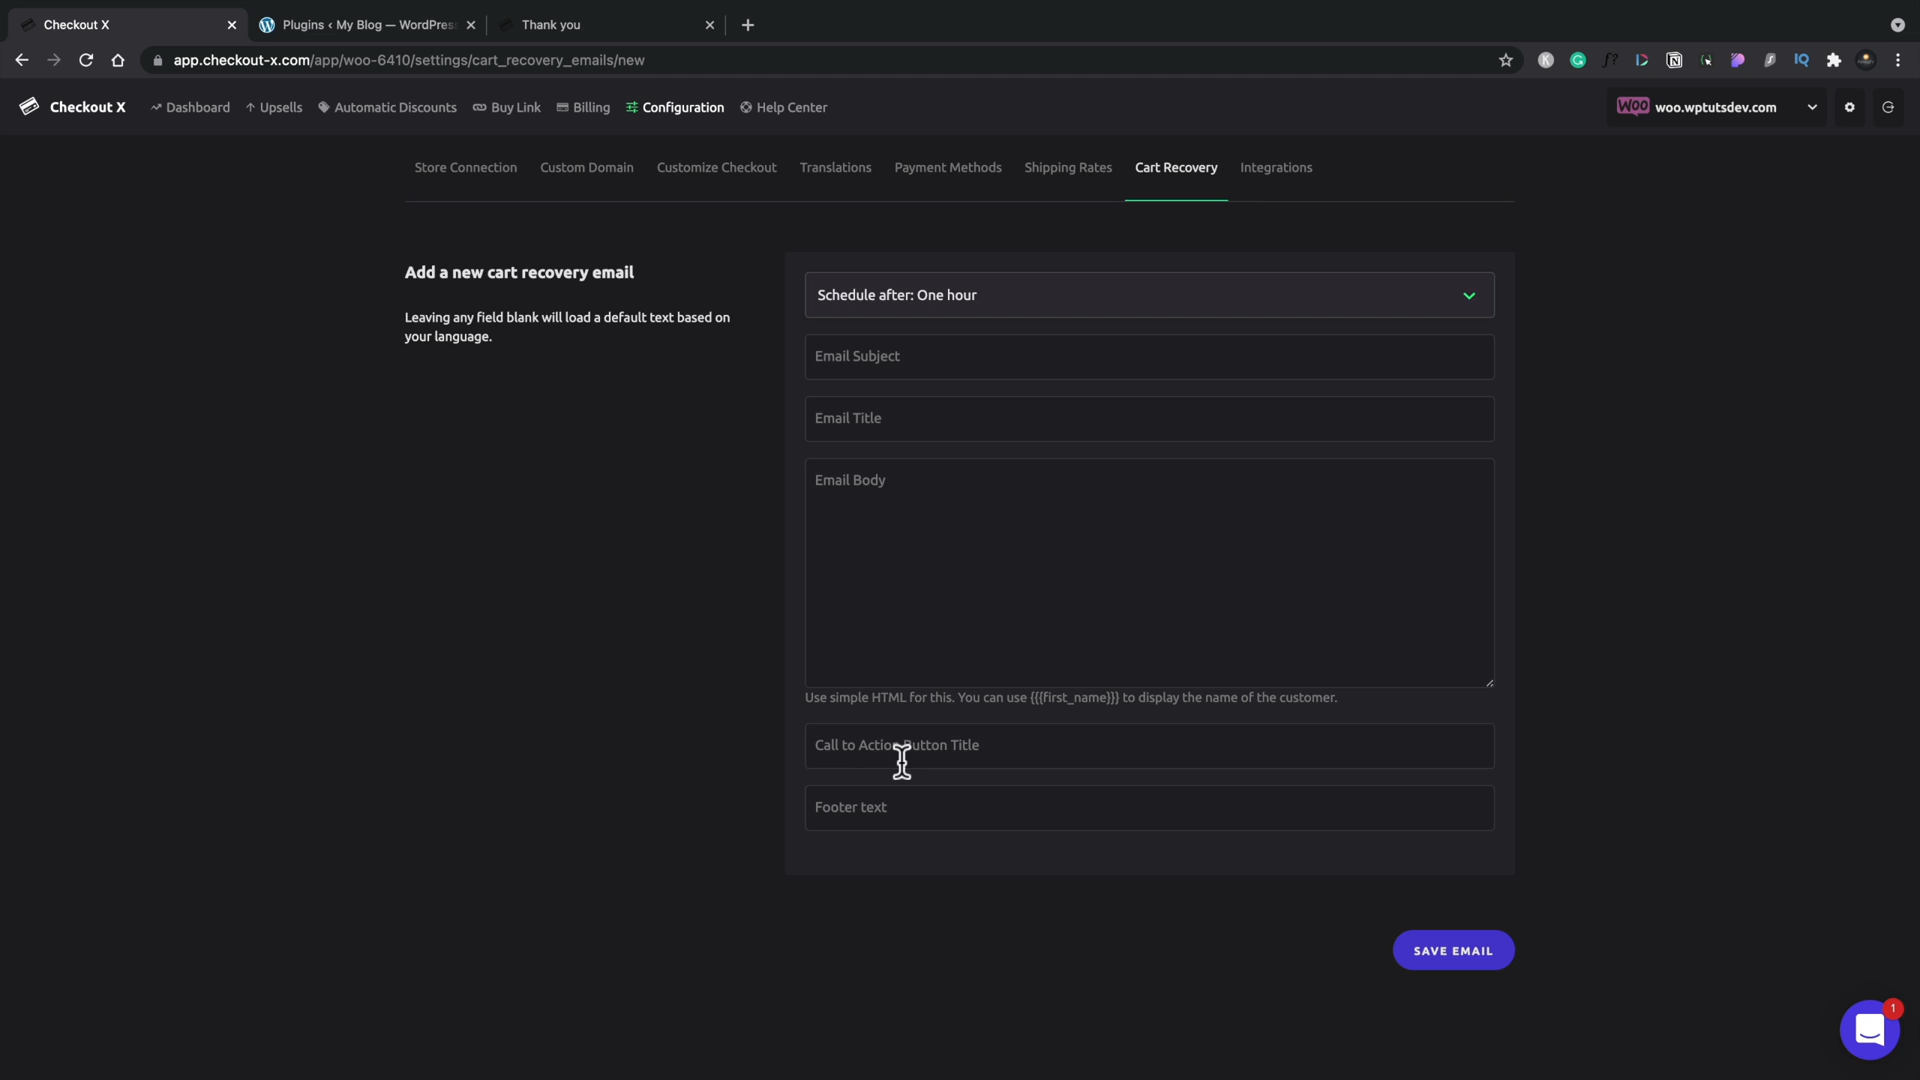 Checkout X
Plugins < My Blog — WordPres
Thank you
app.checkout-x.com/app/woo-6410/settings/cart_recovery_emails/new
Checkout X
Dashboard
Upsells
Automatic Discounts
Buy Link
Billing
Configuration
Help Center
WOO
woo.wptutsdev.com
Store Connection
Custom Domain
Customize Checkout
Translations
Payment Methods
Shipping Rates
Cart Recovery
Integrations
Add a new cart recovery email
Leaving any field blank will load a default text based on
your language.
Schedule after: One hour
Email Subject
Email Title
Email Body
Use simple HTML for this. You can use {{{first_name}}} to display the name of the customer.
Call to Action Button Title
Footer text
SAVE EMAIL
1